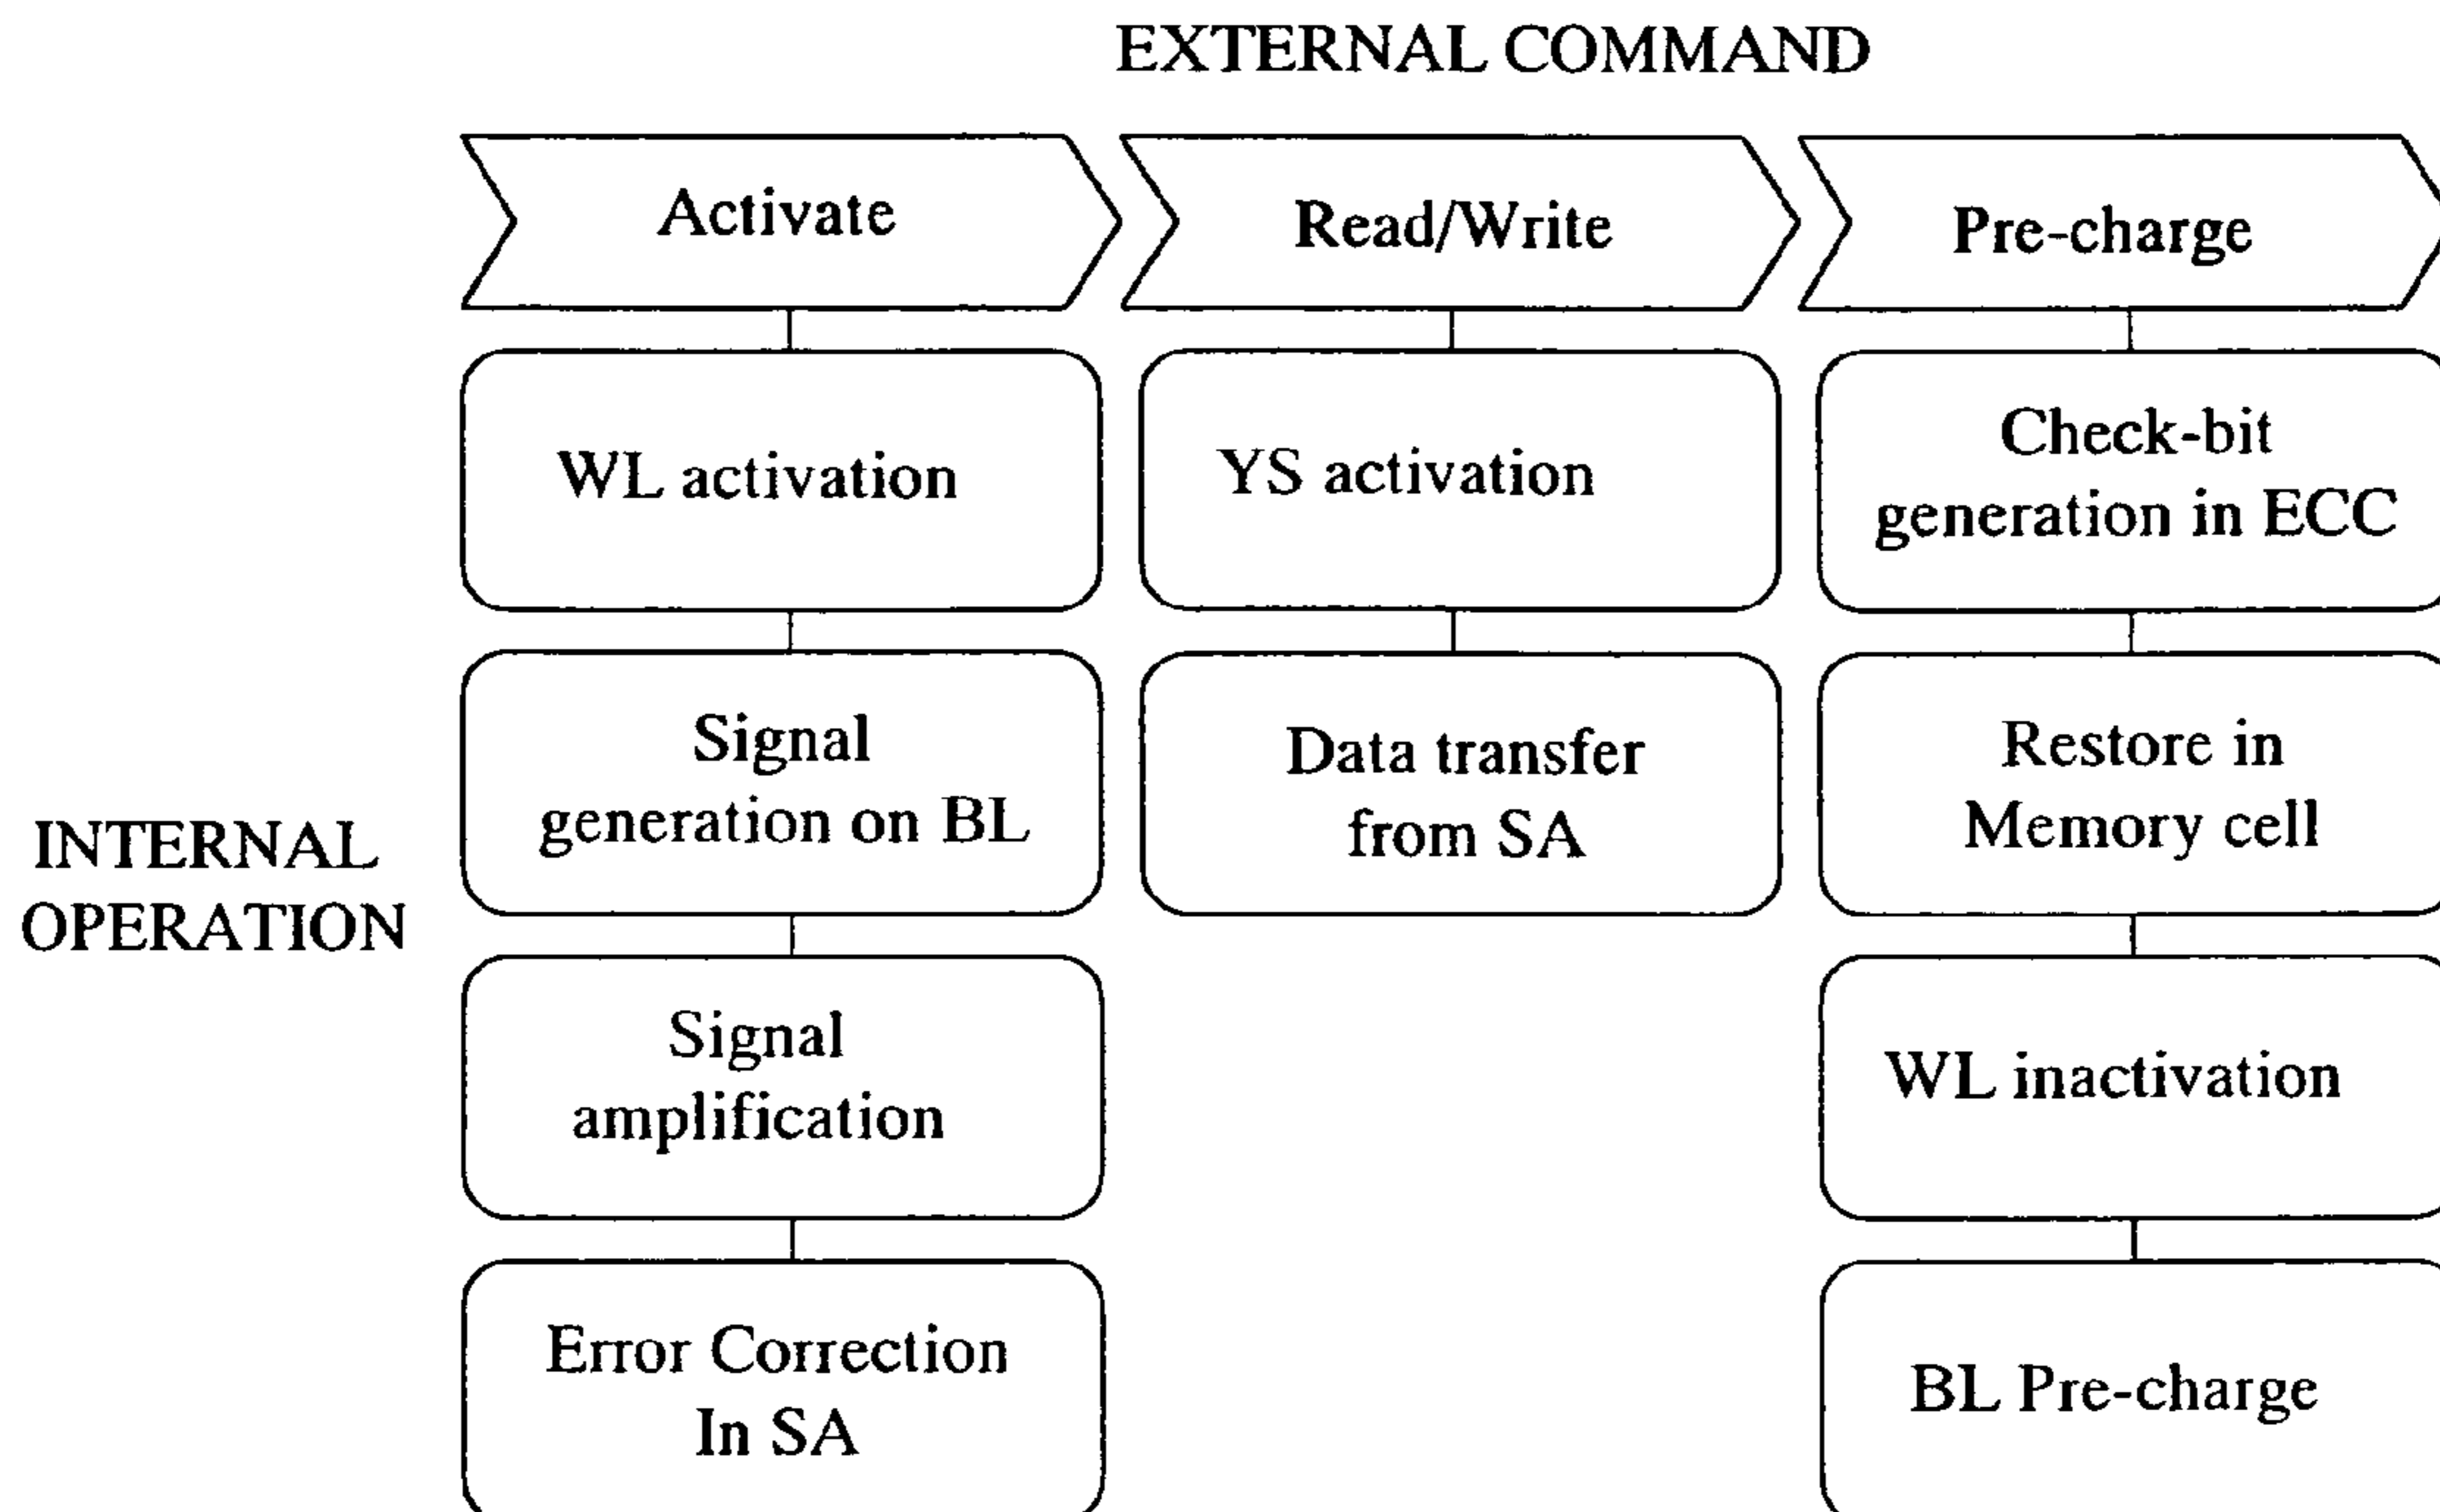 EXTERNAL COMMAND
Activate
Read/Write
Pre-charge
WL activation
YS activation
Check-bit
generation in ECC
Signal
generation on BL
Data transfer
from SA
Restore in
Memory cell
INTERNAL
OPERATION
Signal
amplification
WL inactivation
Error Correction
In SA
BL Pre-charge